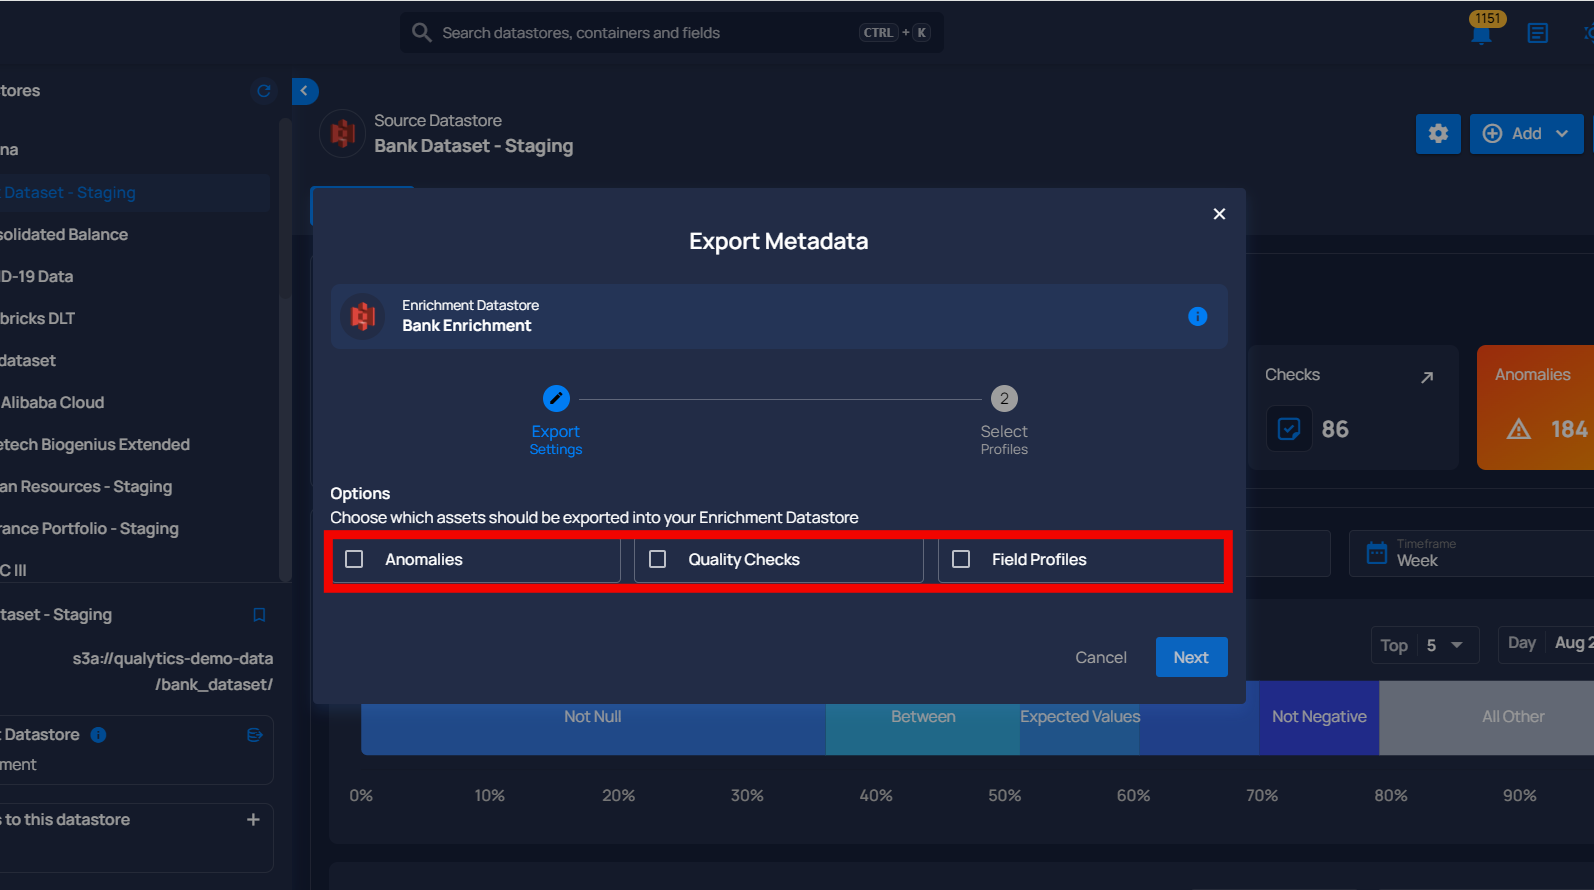 Search datastores, containers and fields
CTRL + K
1151
tores
Source Datastore
Bank Dataset - Staging
Add
na
Dataset - Staging
solidated Balance
D-19 Data
bricks DLT
dataset
Alibaba Cloud
etech Biogenius Extended
an Resources - Staging
rance Portfolio - Staging
C III
taset - Staging
s3a://qualytics-demo-data
/bank_dataset/
Datastore
ment
s to this datastore
+
Export Metadata
Enrichment Datastore
Bank Enrichment
2
Export
Settings
Select
Profiles
Options
Choose which assets should be exported into your Enrichment Datastore
Anomalies
Quality Checks
Field Profiles
Cancel
Next
Checks
86
Anomalies
184
Timeframe
Week
Top 5
Day Aug 2
Not Null
Between
Expected Values
Not Negative
All Other
0% 10% 20% 30% 40% 50% 60% 70% 80% 90%